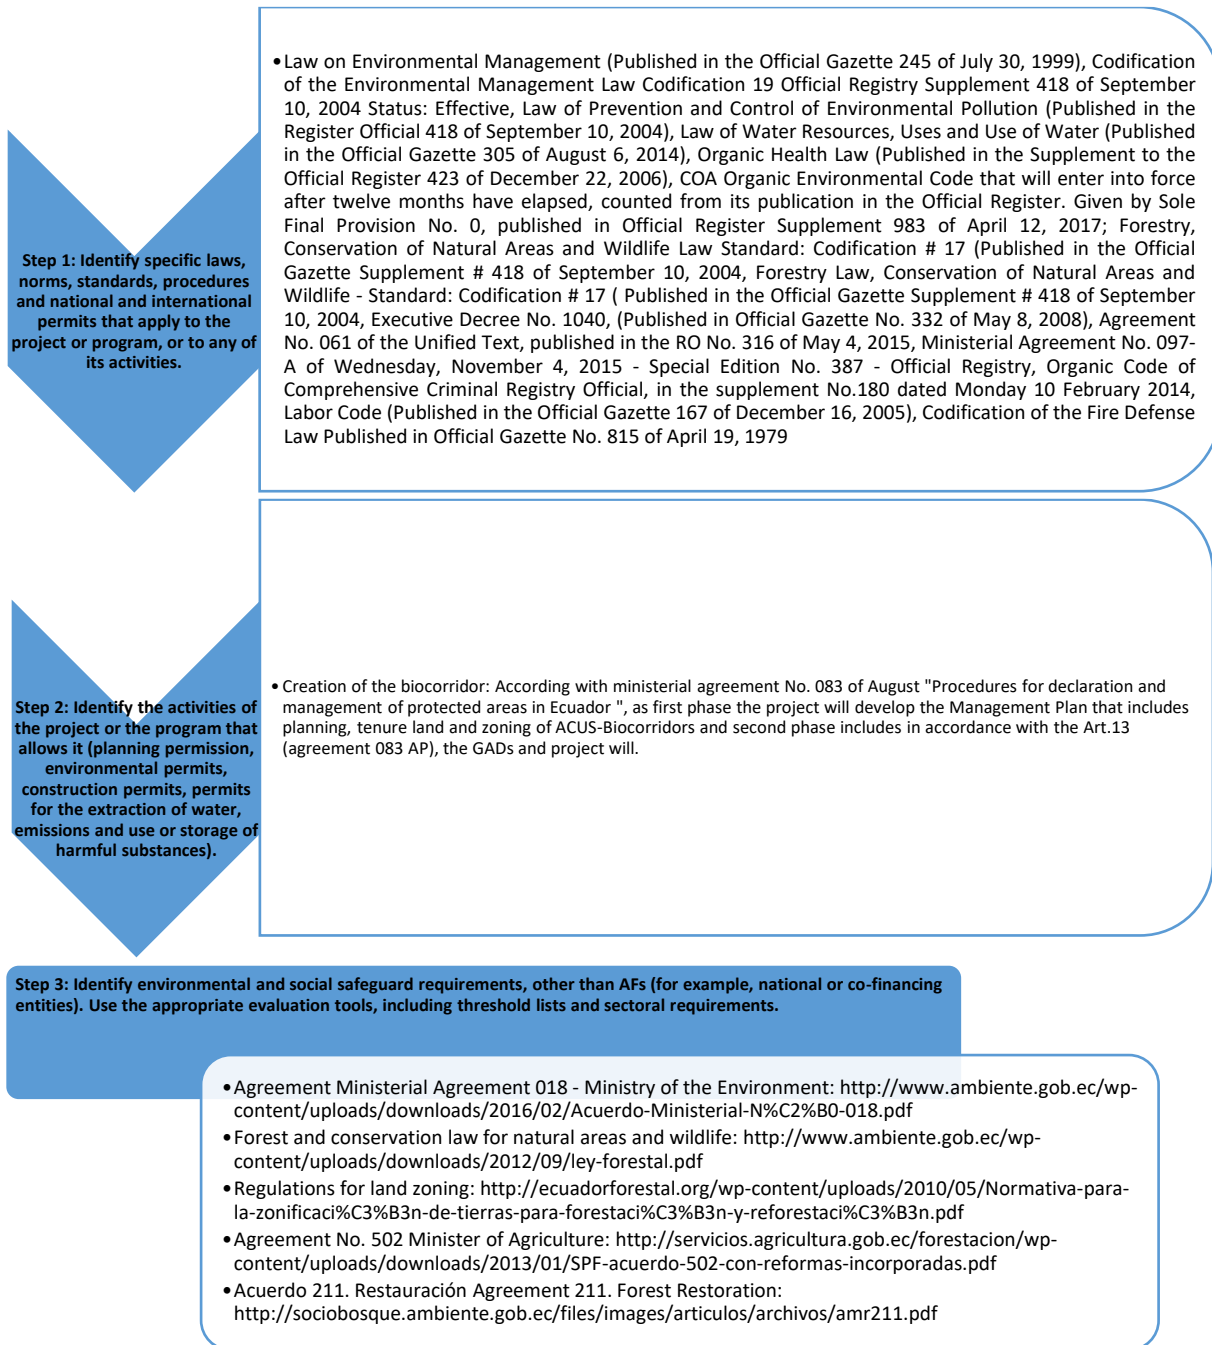 Step 1: Identify specific laws,
norms, standards, procedures
and national and international
permits that apply to the
project or program, or to any of
its activities.
•Law on Environmental Management (Published in the Official Gazette 245 of July 30, 1999), Codification
of the Environmental Management Law Codification 19 Official Registry Supplement 418 of September
10, 2004 Status: Effective, Law of Prevention and Control of Environmental Pollution (Published in the
Register Official 418 of September 10, 2004), Law of Water Resources, Uses and Use of Water (Published
in the Official Gazette 305 of August 6, 2014), Organic Health Law (Published in the Supplement to the
Official Register 423 of December 22, 2006), COA Organic Environmental Code that will enter into force
after twelve months have elapsed, counted from its publication in the Official Register. Given by Sole
Final Provision No. 0, published in Official Register Supplement 983 of April 12, 2017; Forestry,
Conservation of Natural Areas and Wildlife Law Standard: Codification # 17 (Published in the Official
Gazette Supplement # 418 of September 10, 2004, Forestry Law, Conservation of Natural Areas and
Wildlife - Standard: Codification # 17 ( Published in the Official Gazette Supplement # 418 of September
10, 2004, Executive Decree No. 1040, (Published in Official Gazette No. 332 of May 8, 2008), Agreement
No. 061 of the Unified Text, published in the RO No. 316 of May 4, 2015, Ministerial Agreement No. 097-
A of Wednesday, November 4, 2015 - Special Edition No. 387 - Official Registry, Organic Code of
Comprehensive Criminal Registry Official, in the supplement No.180 dated Monday 10 February 2014,
Labor Code (Published in the Official Gazette 167 of December 16, 2005), Codification of the Fire Defense
Law Published in Official Gazette No. 815 of April 19, 1979
Step 2: Identify the activities of
the project or the program that
allows it (planning permission,
environmental permits,
construction permits, permits
for the extraction of water,
emissions and use or storage of
harmful substances).
• Creation of the biocorridor: According with ministerial agreement No. 083 of August "Procedures for declaration and
management of protected areas in Ecuador ", as first phase the project will develop the Management Plan that includes
planning, tenure land and zoning of ACUS-Biocorridors and second phase includes in accordance with the Art.13
(agreement 083 AP), the GADs and project will.
Step 3: Identify environmental and social safeguard requirements, other than AFs (for example, national or co-financing
entities). Use the appropriate evaluation tools, including threshold lists and sectoral requirements.
•Agreement Ministerial Agreement 018 - Ministry of the Environment: http://www.ambiente.gob.ec/wp-
content/uploads/downloads/2016/02/Acuerdo-Ministerial-N%C2%B0-018.pdf
•Forest and conservation law for natural areas and wildlife: http://www.ambiente.gob.ec/wp-
content/uploads/downloads/2012/09/ley-forestal.pdf
•Regulations for land zoning: http://ecuadorforestal.org/wp-content/uploads/2010/05/Normativa-para-
la-zonificaci%C3%B3n-de-tierras-para-forestaci%C3%B3n-y-reforestaci%C3%B3n.pdf
•Agreement No. 502 Minister of Agriculture: http://servicios.agricultura.gob.ec/forestacion/wp-
content/uploads/2013/01/SPF-acuerdo-502-con-reformas-incorporadas.pdf
•Acuerdo 211. Restauración Agreement 211. Forest Restoration:
http://sociobosque.ambiente.gob.ec/files/images/articulos/archivos/amr211.pdf